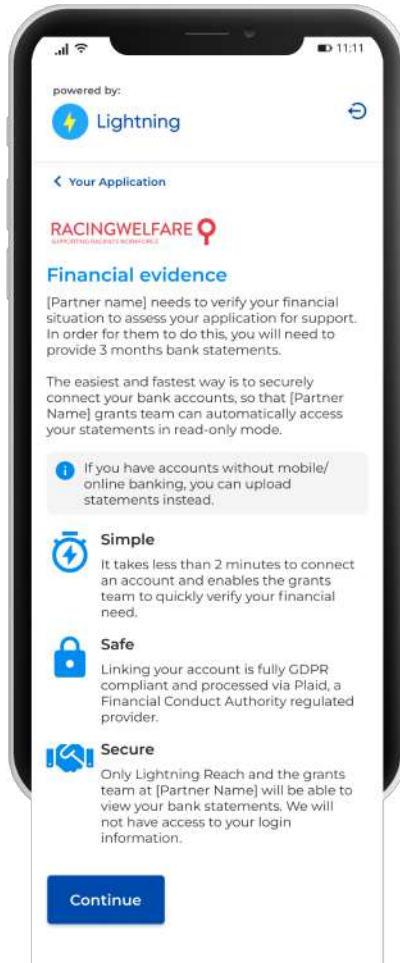 11:11
powered by:
Lightning
Your Application
RACINGWELFARE
SUPPORTING RACING'S WORKFORCE
Financial evidence
[Partner name] needs to verify your financial
situation to assess your application for support.
In order for them to do this, you will need to
provide 3 months bank statements.
The easiest and fastest way is to securely
connect your bank accounts, so that [Partner
Name] grants team can automatically access
your statements in read-only mode.
If you have accounts without mobile/
online banking, you can upload
statements instead.
Simple
It takes less than 2 minutes to connect
an account and enables the grants
team to quickly verify your financial
need.
Safe
Linking your account is fully GDPR
compliant and processed via Plaid, a
Financial Conduct Authority regulated
provider.
Secure
Only Lightning Reach and the grants
team at [Partner Name] will be able to
view your bank statements. We will
not have access to your login
information.
Continue